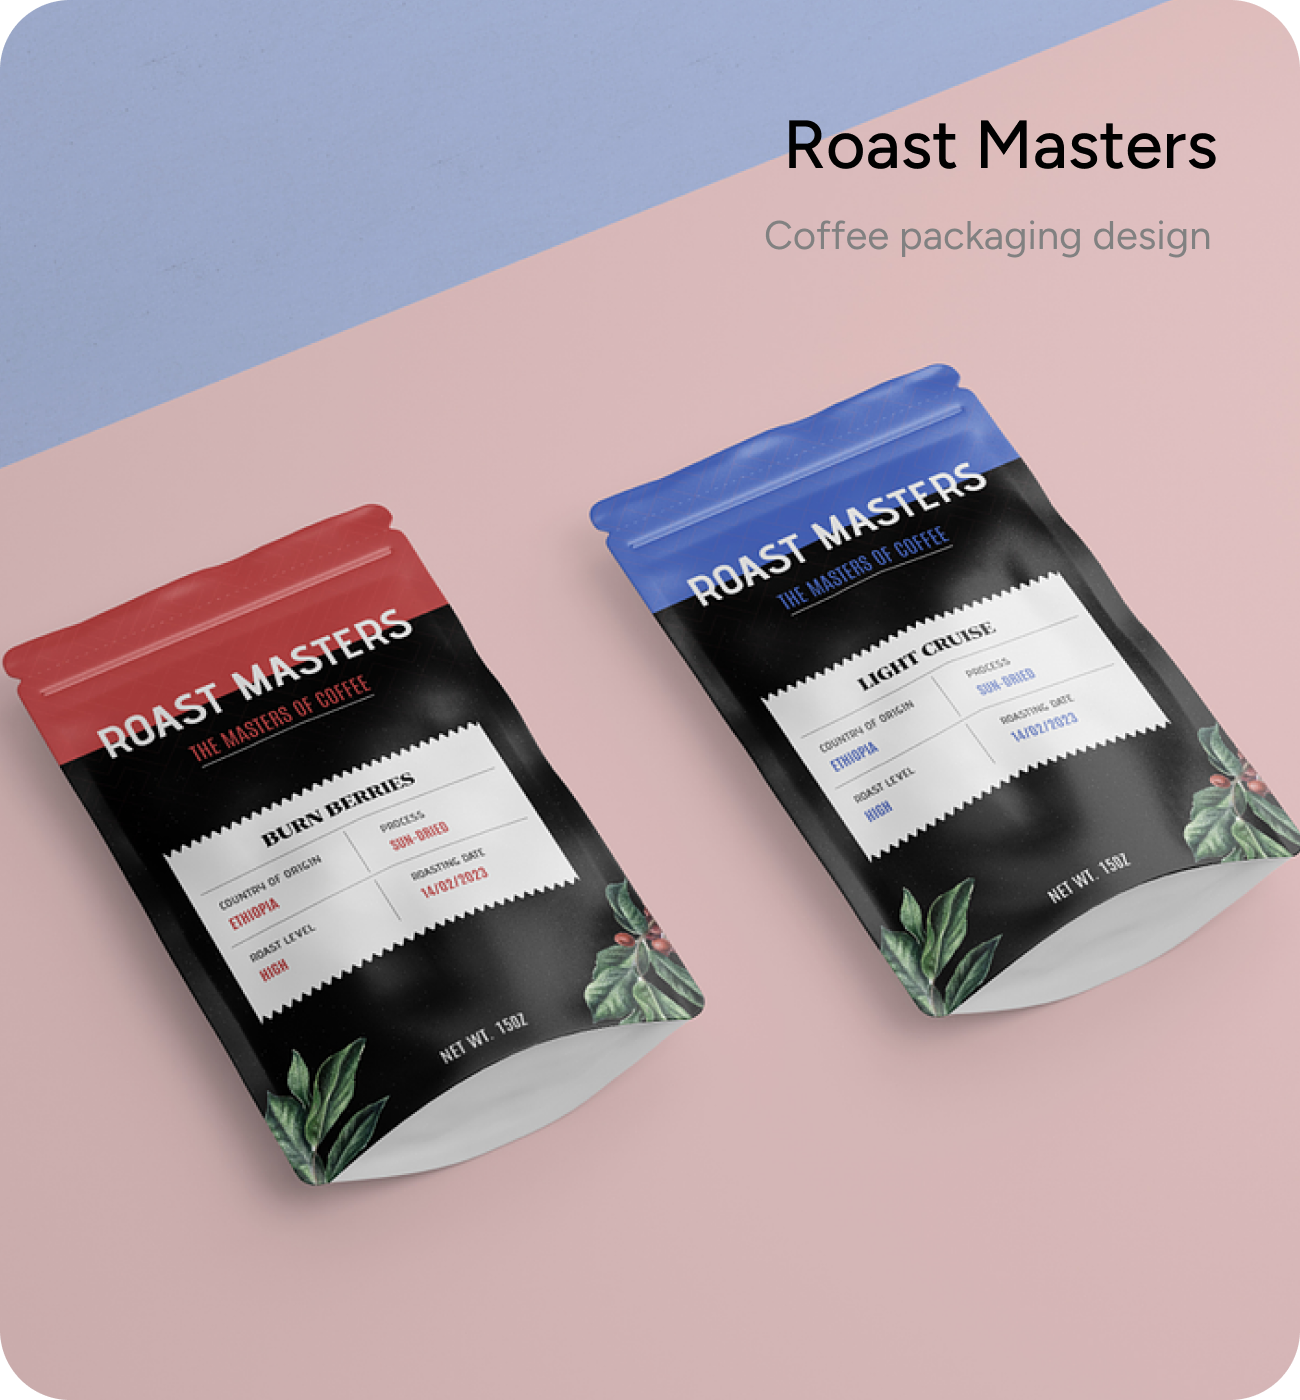 Roast Masters
Coffee packaging design
ROAST MASTERS
THE MASTERS OF COFFEE
BURN BERRIES
COUNTRY OF ORIGIN
ETHIOPIA
PROCESS
SUN-DRIED
ROAST LEVEL
HIGH
ROASTING DATE
14/02/2023
NET WT. 15OZ
ROAST MASTERS
THE MASTERS OF COFFEE
LIGHT CRUISE
COUNTRY OF ORIGIN
ETHIOPIA
PROCESS
SUN-DRIED
ROAST LEVEL
HIGH
ROASTING DATE
14/02/2023
NET WT. 15OZ